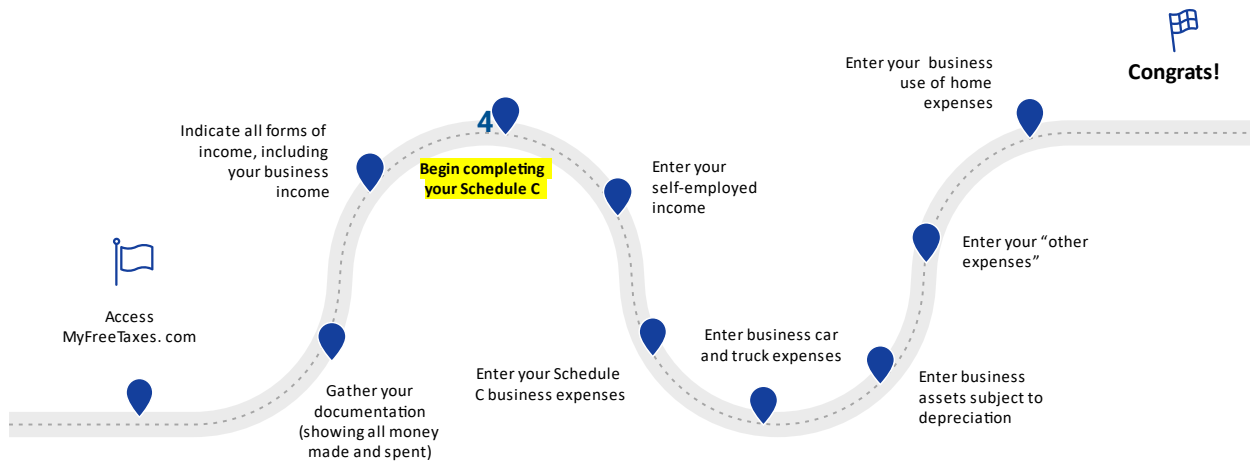 Access
MyFreeTaxes. com
Gather your
documentation
(showing all money
made and spent)
Indicate all forms of
income, including
your business
income
4
Begin completing
your Schedule C
Enter your
self-employed
income
Enter your Schedule
C business expenses
Enter business car
and truck expenses
Enter business
assets subject to
depreciation
Enter your “other
expenses”
Enter your  business
use of home
expenses
Congrats!